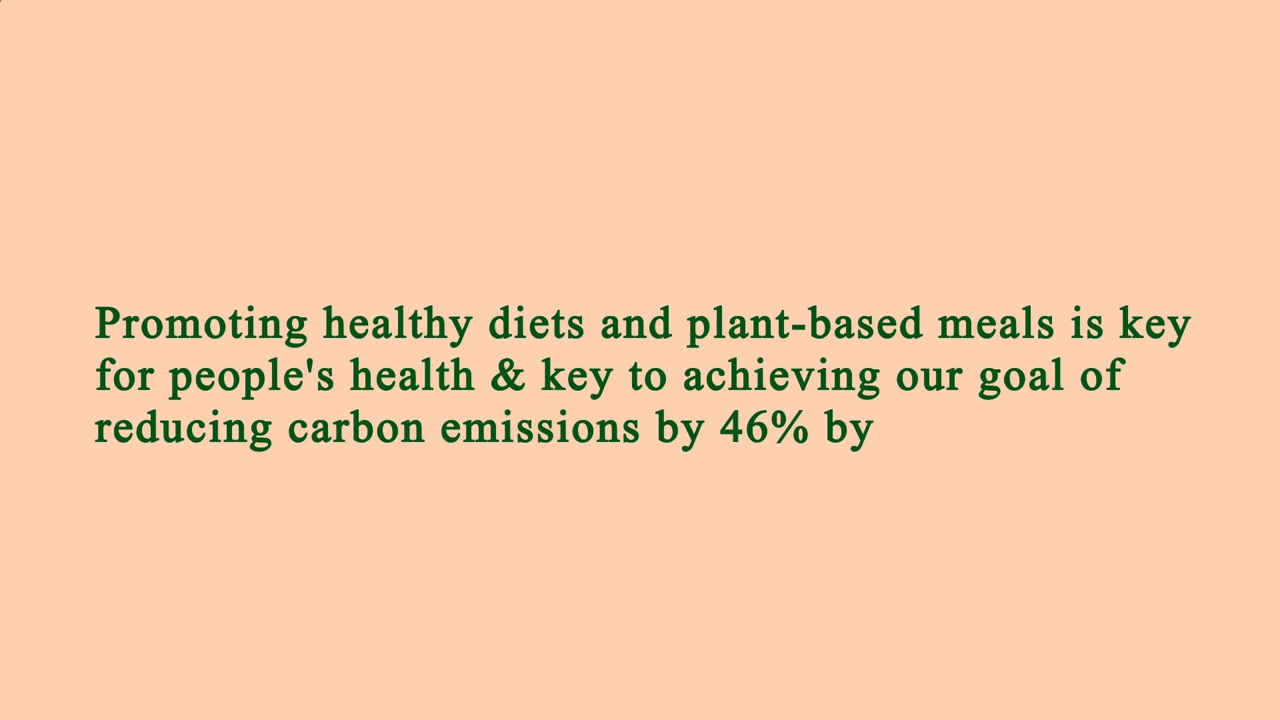 Promoting healthy diets and plant-based meals is key
for people's health & key to achieving our goal of
reducing carbon emissions by 46% by